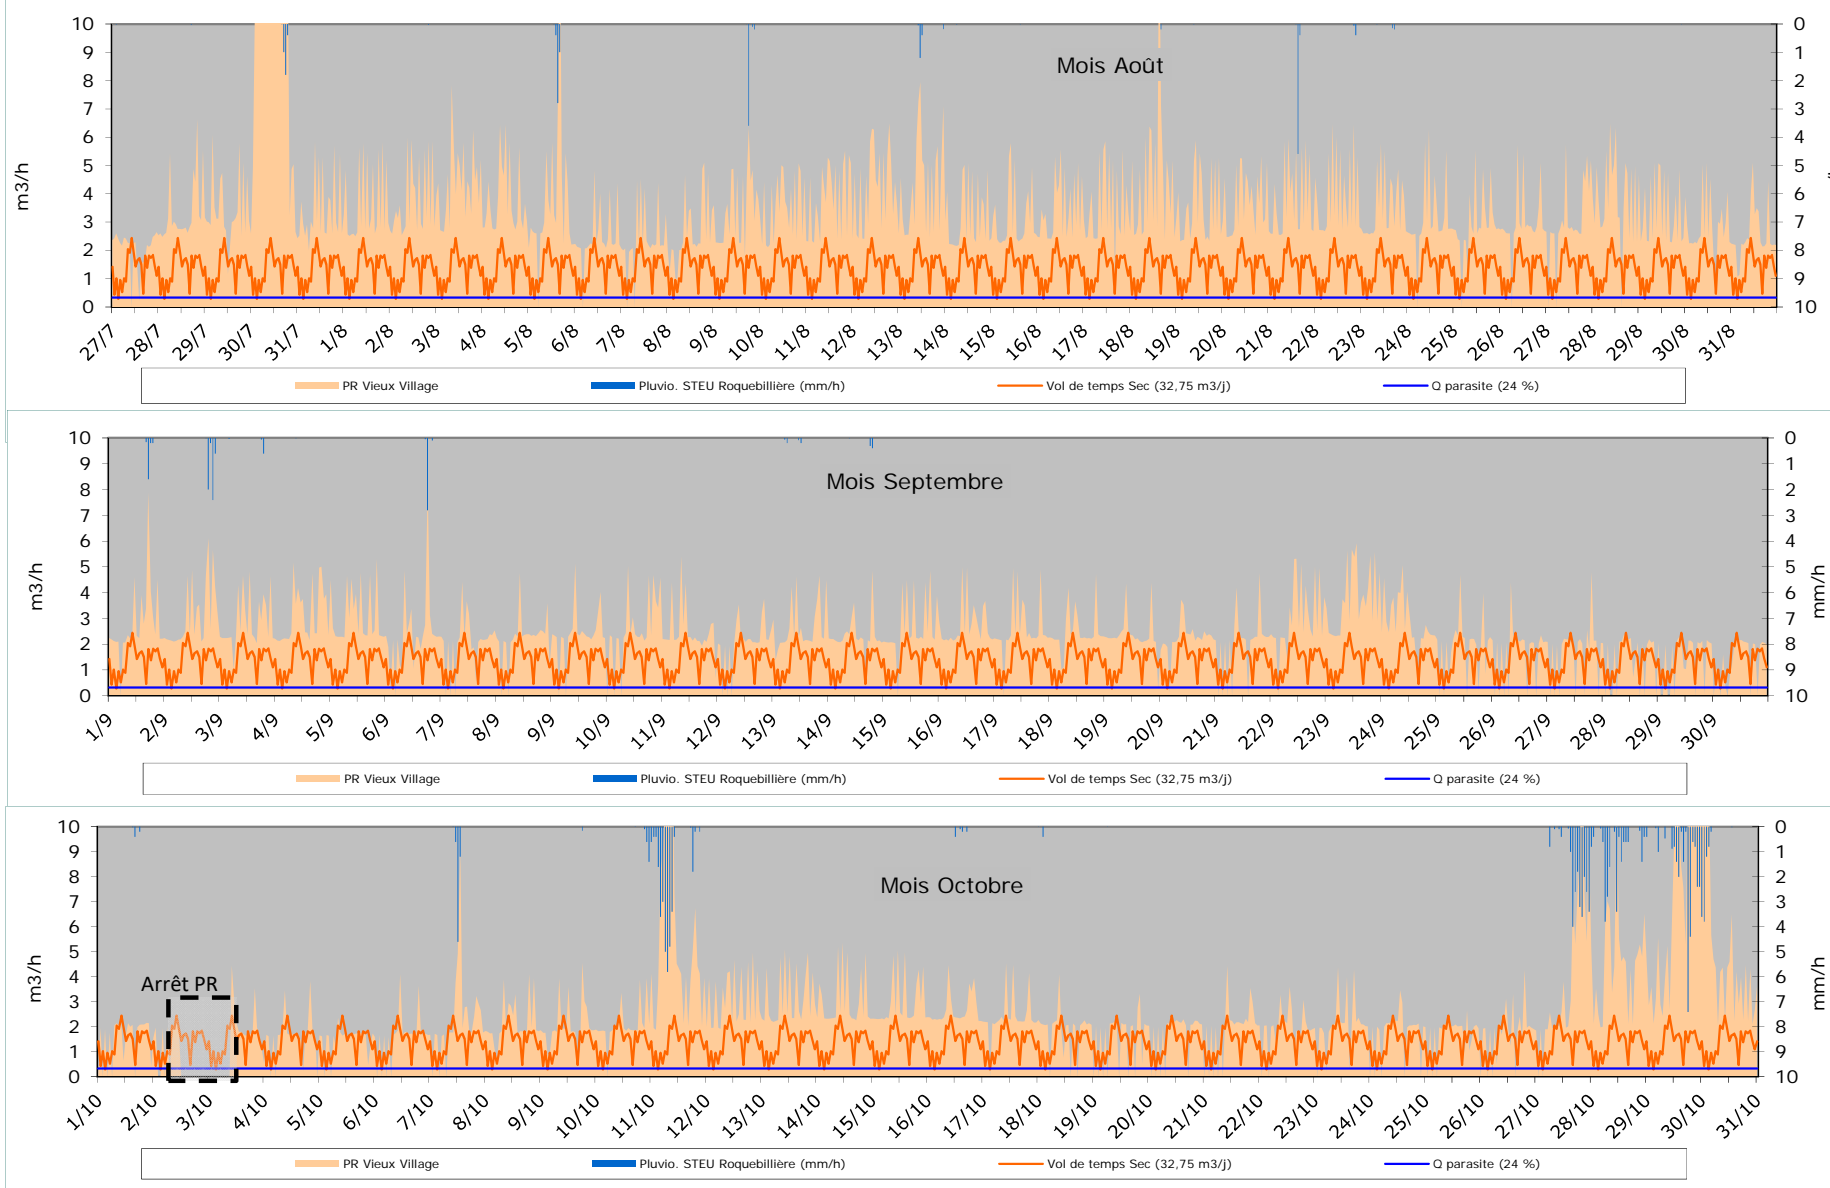 Mois Août
m3/h
10 9 8 7 6 5 4 3 2 1 0
0 1 2 3 4 5 6 7 8 9 10
27/7 28/7 29/7 30/7 31/7 1/8 2/8 3/8 4/8 5/8 6/8 7/8 8/8 9/8 10/8 11/8 12/8 13/8 14/8 15/8 16/8 17/8 18/8 19/8 20/8 21/8 22/8 23/8 24/8 25/8 26/8 27/8 28/8 29/8 30/8 31/8
PR Vieux Village Pluvio. STEU Roquebillière (mm/h) Vol de temps Sec (32,75 m3/j) Q parasite (24 %)
Mois Septembre
m3/h
10 9 8 7 6 5 4 3 2 1 0
0 1 2 3 4 5 6 7 8 9 10
mm/h
1/9 2/9 3/9 4/9 5/9 6/9 7/9 8/9 9/9 10/9 11/9 12/9 13/9 14/9 15/9 16/9 17/9 18/9 19/9 20/9 21/9 22/9 23/9 24/9 25/9 26/9 27/9 28/9 29/9 30/9
PR Vieux Village Pluvio. STEU Roquebillière (mm/h) Vol de temps Sec (32,75 m3/j) Q parasite (24 %)
Mois Octobre
Arrêt PR
m3/h
10 9 8 7 6 5 4 3 2 1 0
0 1 2 3 4 5 6 7 8 9 10
mm/h
1/10 2/10 3/10 4/10 5/10 6/10 7/10 8/10 9/10 10/10 11/10 12/10 13/10 14/10 15/10 16/10 17/10 18/10 19/10 20/10 21/10 22/10 23/10 24/10 25/10 26/10 27/10 28/10 29/10 30/10 31/10
PR Vieux Village Pluvio. STEU Roquebillière (mm/h) Vol de temps Sec (32,75 m3/j) Q parasite (24 %)